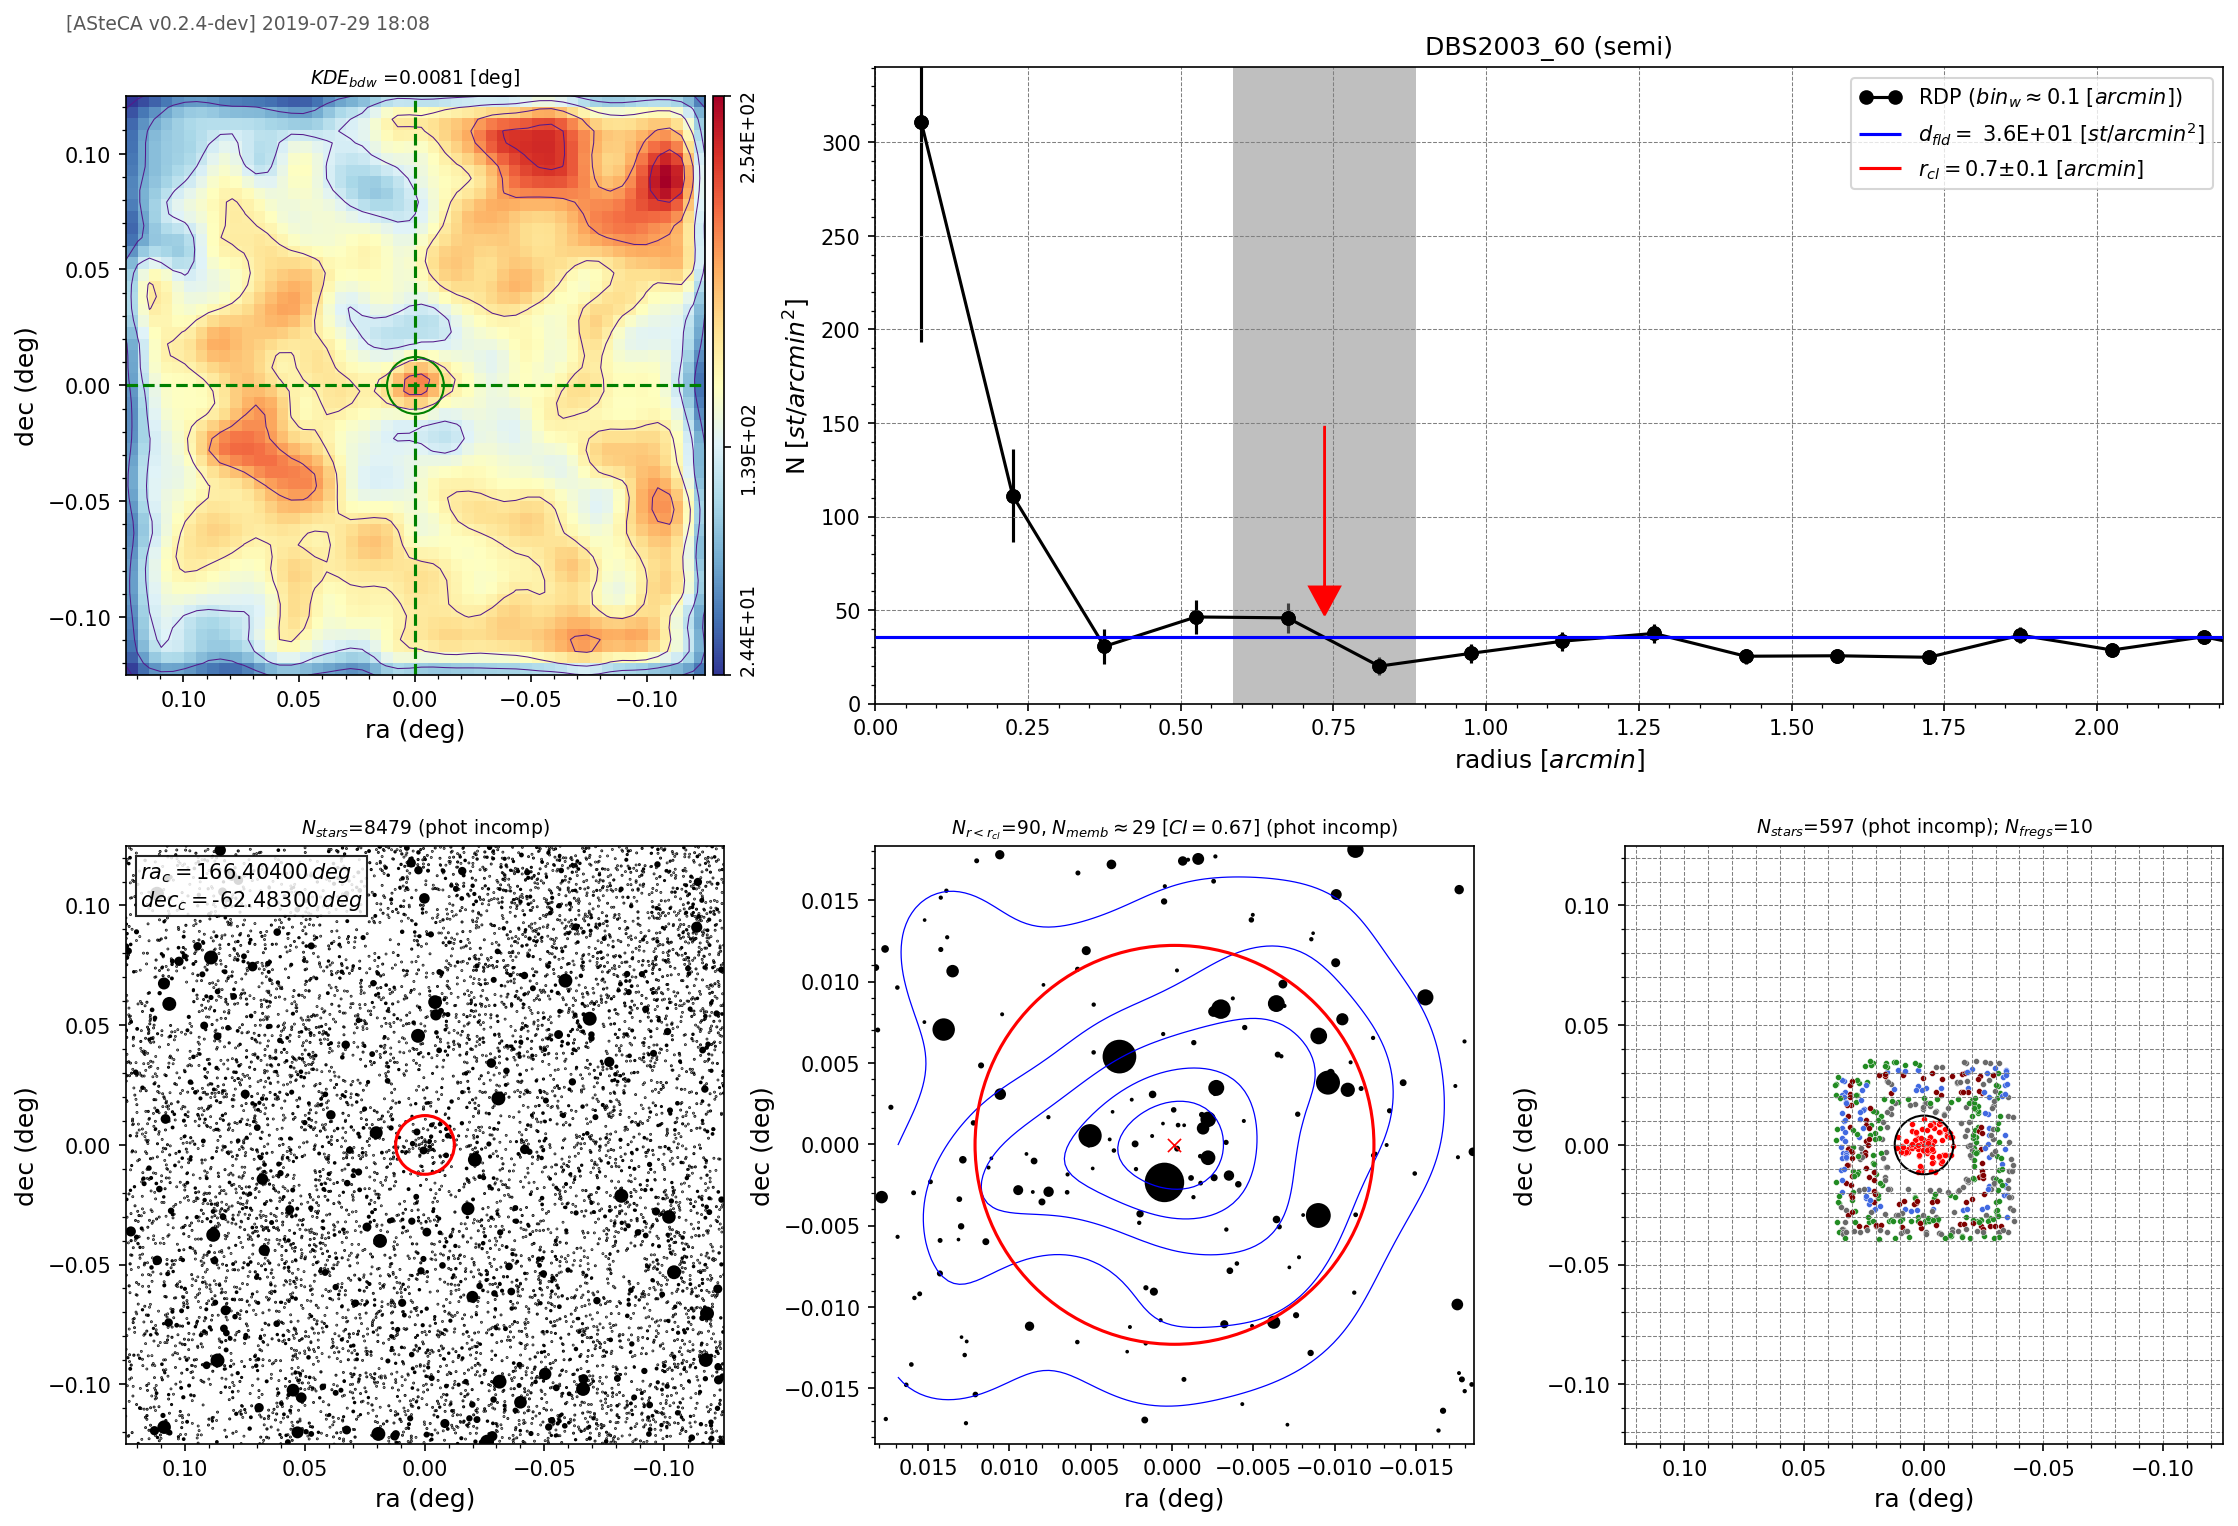 [ASteCA v0.2.4-dev] 2019-07-29 18:08
KDE_bdw =0.0081 [deg]
dec (deg)
0.10
0.05
0.00
−0.05
−0.10
0.10 0.05 0.00 −0.05 −0.10
ra (deg)
2.54E+02
1.39E+02
2.44E+01
DBS2003_60 (semi)
RDP (bin_w ≈ 0.1 [arcmin])
d_fld = 3.6E+01 [st/arcmin²]
r_cl = 0.7±0.1 [arcmin]
N [st/arcmin²]
300
250
200
150
100
50
0
0.00 0.25 0.50 0.75 1.00 1.25 1.50 1.75 2.00
radius [arcmin]
N_stars=8479 (phot incomp)
ra_c = 166.40400 deg
dec_c = -62.48300 deg
dec (deg)
0.10
0.05
0.00
−0.05
−0.10
0.10 0.05 0.00 −0.05 −0.10
ra (deg)
N_r<r_cl=90, N_memb≈29 [CI = 0.67] (phot incomp)
dec (deg)
0.015
0.010
0.005
0.000
−0.005
−0.010
−0.015
0.015 0.010 0.005 0.000 −0.005 −0.010 −0.015
ra (deg)
N_stars=597 (phot incomp); N_fregs=10
dec (deg)
0.10
0.05
0.00
−0.05
−0.10
0.10 0.05 0.00 −0.05 −0.10
ra (deg)